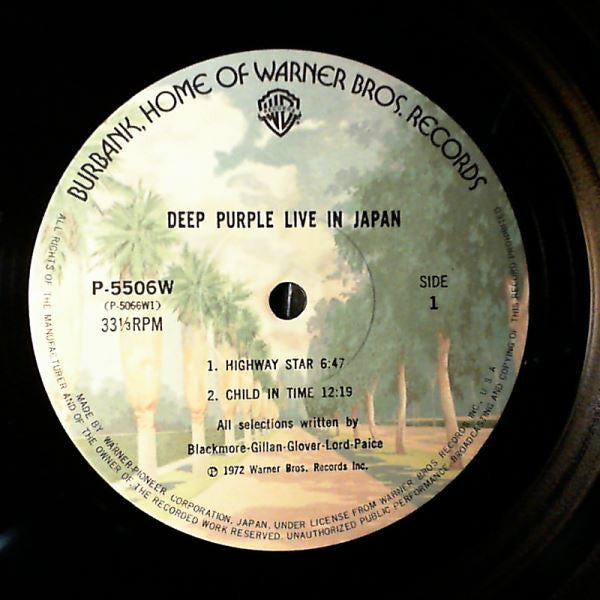 BURBANK, HOME OF WARNER BROS. RECORDS
DEEP PURPLE LIVE IN JAPAN
P-5506W
(P-5066W1)
33⅓RPM
SIDE
1
1. HIGHWAY STAR 6:47
2. CHILD IN TIME 12:19
All selections written by
Blackmore-Gillan-Glover-Lord-Paice
Ⓟ 1972 Warner Bros. Records Inc.
MADE BY WARNER-PIONEER CORPORATION, JAPAN, UNDER LICENSE FROM WARNER BROS. RECORDS INC., U.S.A
ALL RIGHTS OF THE MANUFACTURER AND OF THE OWNER OF THE RECORDED WORK RESERVED. UNAUTHORIZED PUBLIC PERFORMANCE BROADCASTING AND COPYING OF THIS RECORD PROHIBITED